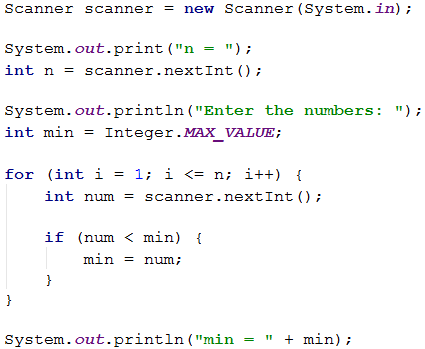 Scanner scanner = new Scanner(System.in);
System.out.print("n = ");
int n = scanner.nextInt();
System.out.println("Enter the numbers: ");
int min = Integer.MAX_VALUE;
for (int i = 1; i <= n; i++) {
    int num = scanner.nextInt();
    if (num < min) {
        min = num;
    }
}
System.out.println("min = " + min);